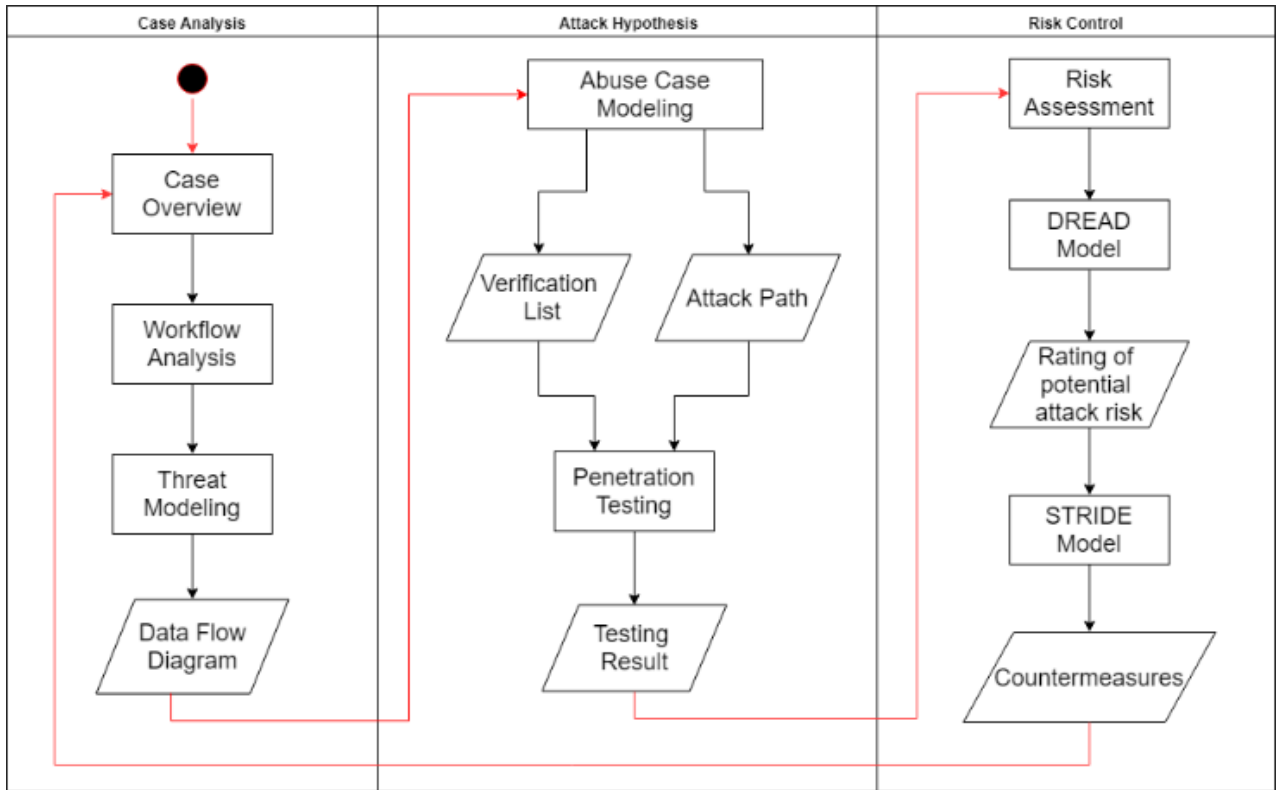 Case Analysis
Attack Hypothesis
Risk Control
Case
Overview
Workflow
Analysis
Threat
Modeling
Data Flow
Diagram
Abuse Case
Modeling
Verification
List
Attack Path
Penetration
Testing
Testing
Result
Risk
Assessment
DREAD
Model
Rating of
potential
attack risk
STRIDE
Model
Countermeasures